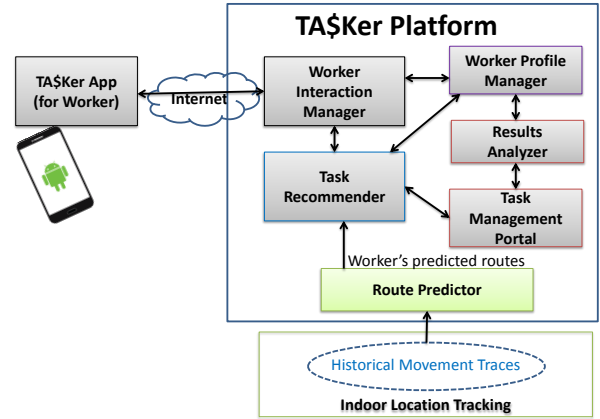 TA$Ker Platform
TA$Ker App
(for Worker)
Internet
Worker
Interaction
Manager
Worker Profile
Manager
Results
Analyzer
Task
Recommender
Task
Management
Portal
Worker's predicted routes
Route Predictor
Historical Movement Traces
Indoor Location Tracking